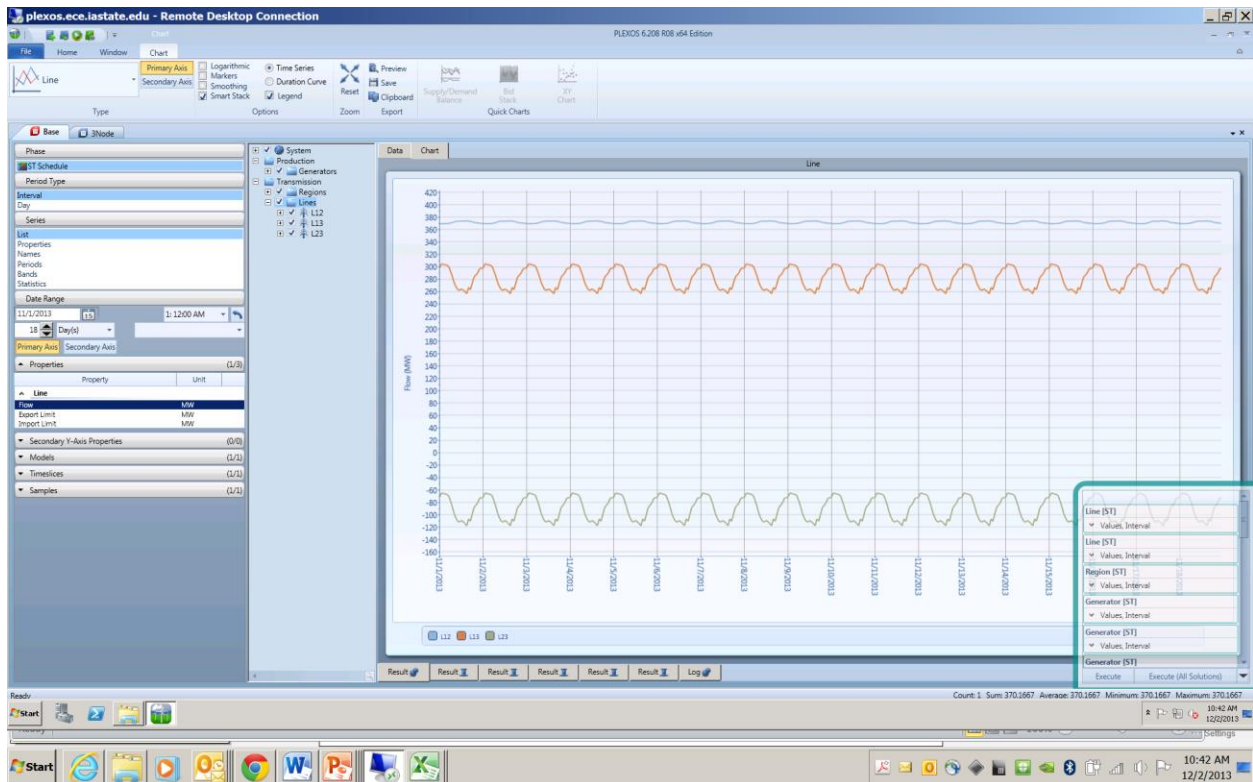 plexos.ece.iastate.edu - Remote Desktop Connection
Chart
PLEXOS 6.208 R08 x64 Edition
File Home Window Chart
Line
Primary Axis
Secondary Axis
Logarithmic
Markers
Smoothing
Smart Stack
Time Series
Duration Curve
Legend
Reset
Preview
Save
Clipboard
Supply/Demand Balance
Bid Stack
XY Chart
Type Options Zoom Export Quick Charts
Base 3Node
Phase
ST Schedule
Period Type
Interval
Day
Series
List
Properties
Names
Periods
Bands
Statistics
Date Range
11/1/2013 15 1: 12:00 AM
18 Day(s)
Primary Axis Secondary Axis
Properties (1/3)
Property Unit
Line
Flow MW
Export Limit MW
Import Limit MW
Secondary Y-Axis Properties (0/0)
Models (1/1)
Timeslices (1/1)
Samples (1/1)
System
Production
Generators
Transmission
Regions
Lines
L12
L13
L23
Data Chart
Line
420
400
380
360
340
320
300
280
260
240
220
200
180
160
140
120
100
80
60
40
20
0
-20
-40
-60
-80
-100
-120
-140
-160
Flow (MW)
11/1/2013 11/2/2013 11/3/2013 11/4/2013 11/5/2013 11/6/2013 11/7/2013 11/8/2013 11/9/2013 11/10/2013 11/11/2013 11/12/2013 11/13/2013 11/14/2013 11/15/2013
L12 L13 L23
Line [ST]
Values, Interval
Line [ST]
Values, Interval
Region [ST]
Values, Interval
Generator [ST]
Values, Interval
Generator [ST]
Values, Interval
Generator [ST]
Execute Execute (All Solutions)
Result Result Result Result Result Result Log
Ready
Count: 1 Sum: 370.1667 Average: 370.1667 Minimum: 370.1667 Maximum: 370.1667
Start
10:42 AM
12/2/2013
Settings
Start
10:42 AM
12/2/2013